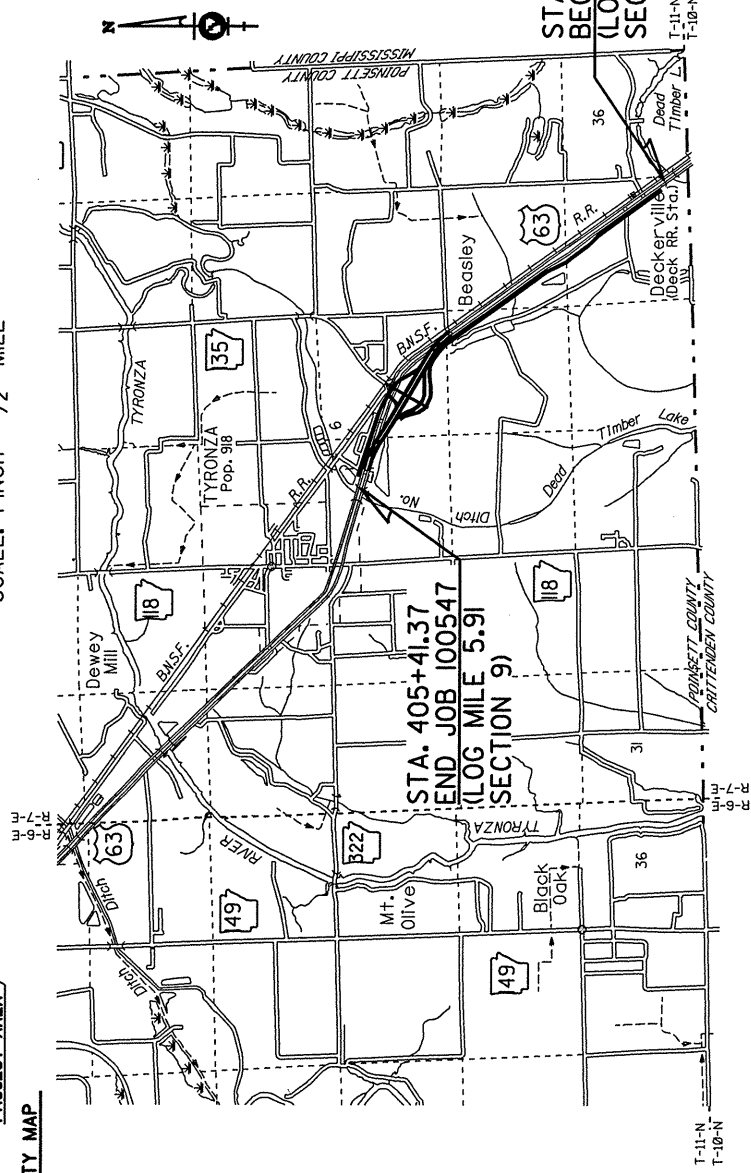 SCALE: 1 INCH = 1/2 MILE
PROJECT AREA
TY MAP
N
R-6-E
R-7-E
63
Ditch
Ditch
Dewey
Mill
118
B.N.S.F.
TYRONZA
TYRONZA
Pop. 918
35
R.R.
6
MISSISSIPPI COUNTY
POINSETT COUNTY
49
RIVER
322
Mt.
Olive
B.N.S.F.
Beasley
63
R.R.
36
STA
BEG
(LO
SEC
Deckerville
(Deck RR. Sta.)
Dead
Timber
T-11-N
T-10-N
STA. 405+41.37
END JOB 100547
(LOG MILE 5.91
SECTION 9)
Ditch
No.
Dead
Timber
Lake
118
TYRONZA
Black
Oak
49
36
31
POINSETT COUNTY
CRITTENDEN COUNTY
R-6-E
R-7-E
T-11-N
T-10-N